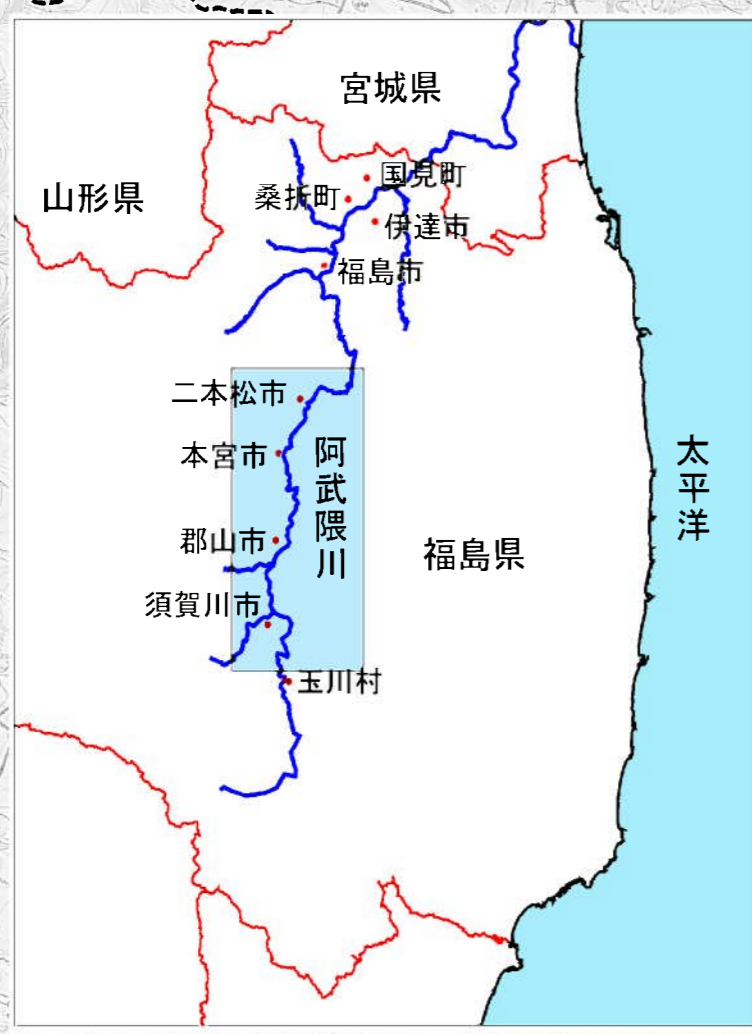 宮城県
山形県
国見町
桑折町
伊達市
福島市
二本松市
本宮市
阿武隈川
太平洋
郡山市
福島県
須賀川市
玉川村